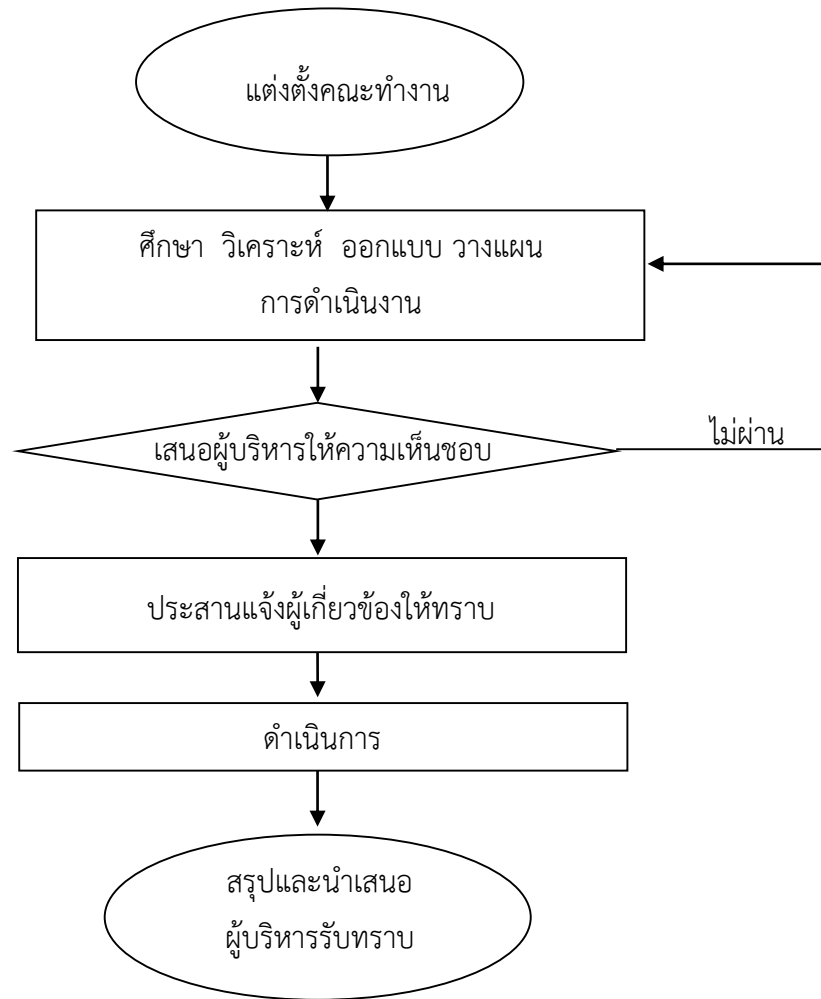 แต่งตั้งคณะทำงาน
ศึกษา วิเคราะห์ ออกแบบ วางแผน
การดำเนินงาน
เสนอผู้บริหารให้ความเห็นชอบ
ไม่ผ่าน
ประสานแจ้งผู้เกี่ยวข้องให้ทราบ
ดำเนินการ
สรุปและนำเสนอ
ผู้บริหารรับทราบ